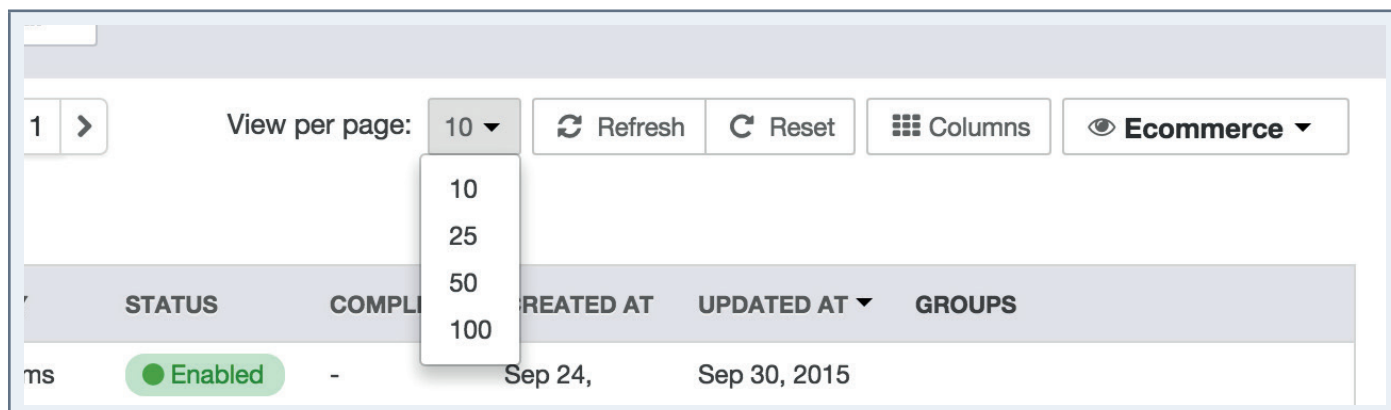 1 View per page: 10 Refresh Reset Columns Ecommerce
10
25
50
100
STATUS COMPL REATED AT UPDATED AT GROUPS
ms Enabled - Sep 24, Sep 30, 2015